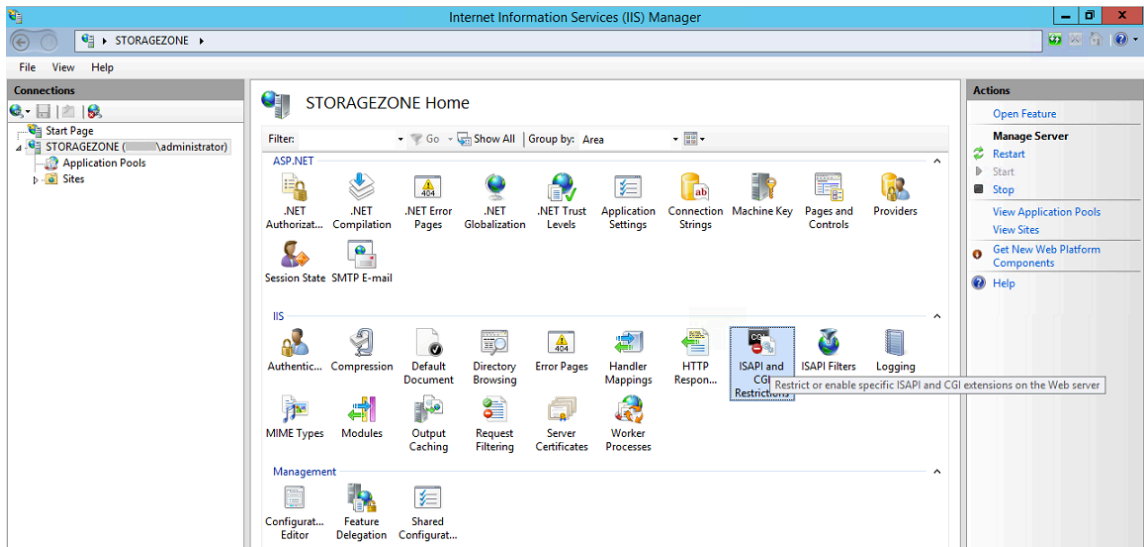 Internet Information Services (IIS) Manager
STORAGEZONE
File View Help
Connections
Start Page
STORAGEZONE ( \administrator)
Application Pools
Sites
STORAGEZONE Home
Filter: Go Show All Group by: Area
ASP.NET
.NET Authorizat...
.NET Compilation
.NET Error Pages
.NET Globalization
.NET Trust Levels
Application Settings
Connection Strings
Machine Key
Pages and Controls
Providers
Session State
SMTP E-mail
IIS
Authentic...
Compression
Default Document
Directory Browsing
Error Pages
Handler Mappings
HTTP Respon...
ISAPI and CGI Restrictions
ISAPI Filters
Logging
Restrict or enable specific ISAPI and CGI extensions on the Web server
MIME Types
Modules
Output Caching
Request Filtering
Server Certificates
Worker Processes
Management
Configurat... Editor
Feature Delegation
Shared Configurat...
Actions
Open Feature
Manage Server
Restart
Start
Stop
View Application Pools
View Sites
Get New Web Platform
Components
Help